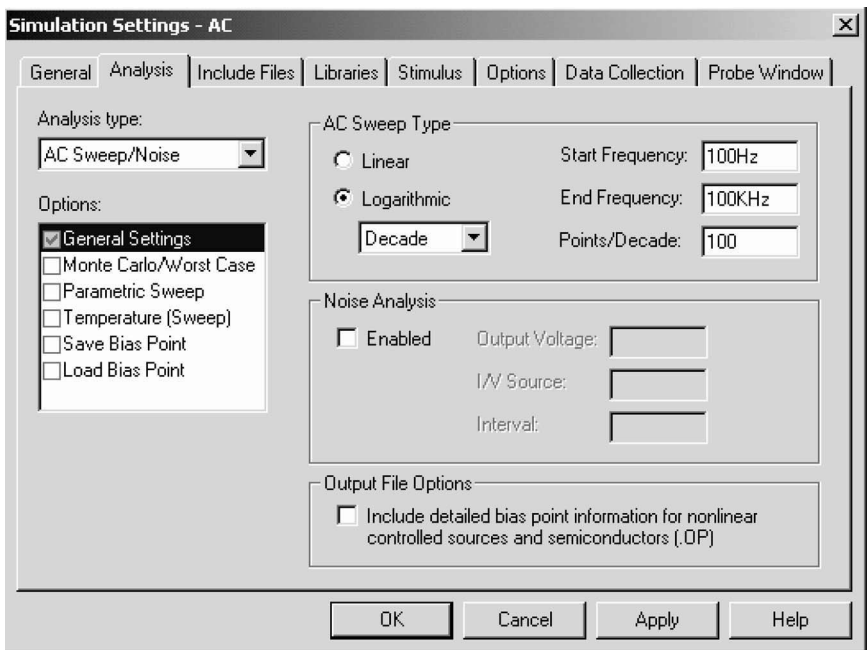 Simulation Settings - AC
General Analysis Include Files Libraries Stimulus Options Data Collection Probe Window
Analysis type:
AC Sweep/Noise
Options:
General Settings
Monte Carlo/Worst Case
Parametric Sweep
Temperature (Sweep)
Save Bias Point
Load Bias Point
AC Sweep Type
Linear
Logarithmic
Decade
Start Frequency: 100Hz
End Frequency: 100KHz
Points/Decade: 100
Noise Analysis
Enabled
Output Voltage:
I/V Source:
Interval:
Output File Options
Include detailed bias point information for nonlinear
controlled sources and semiconductors (.OP)
OK Cancel Apply Help